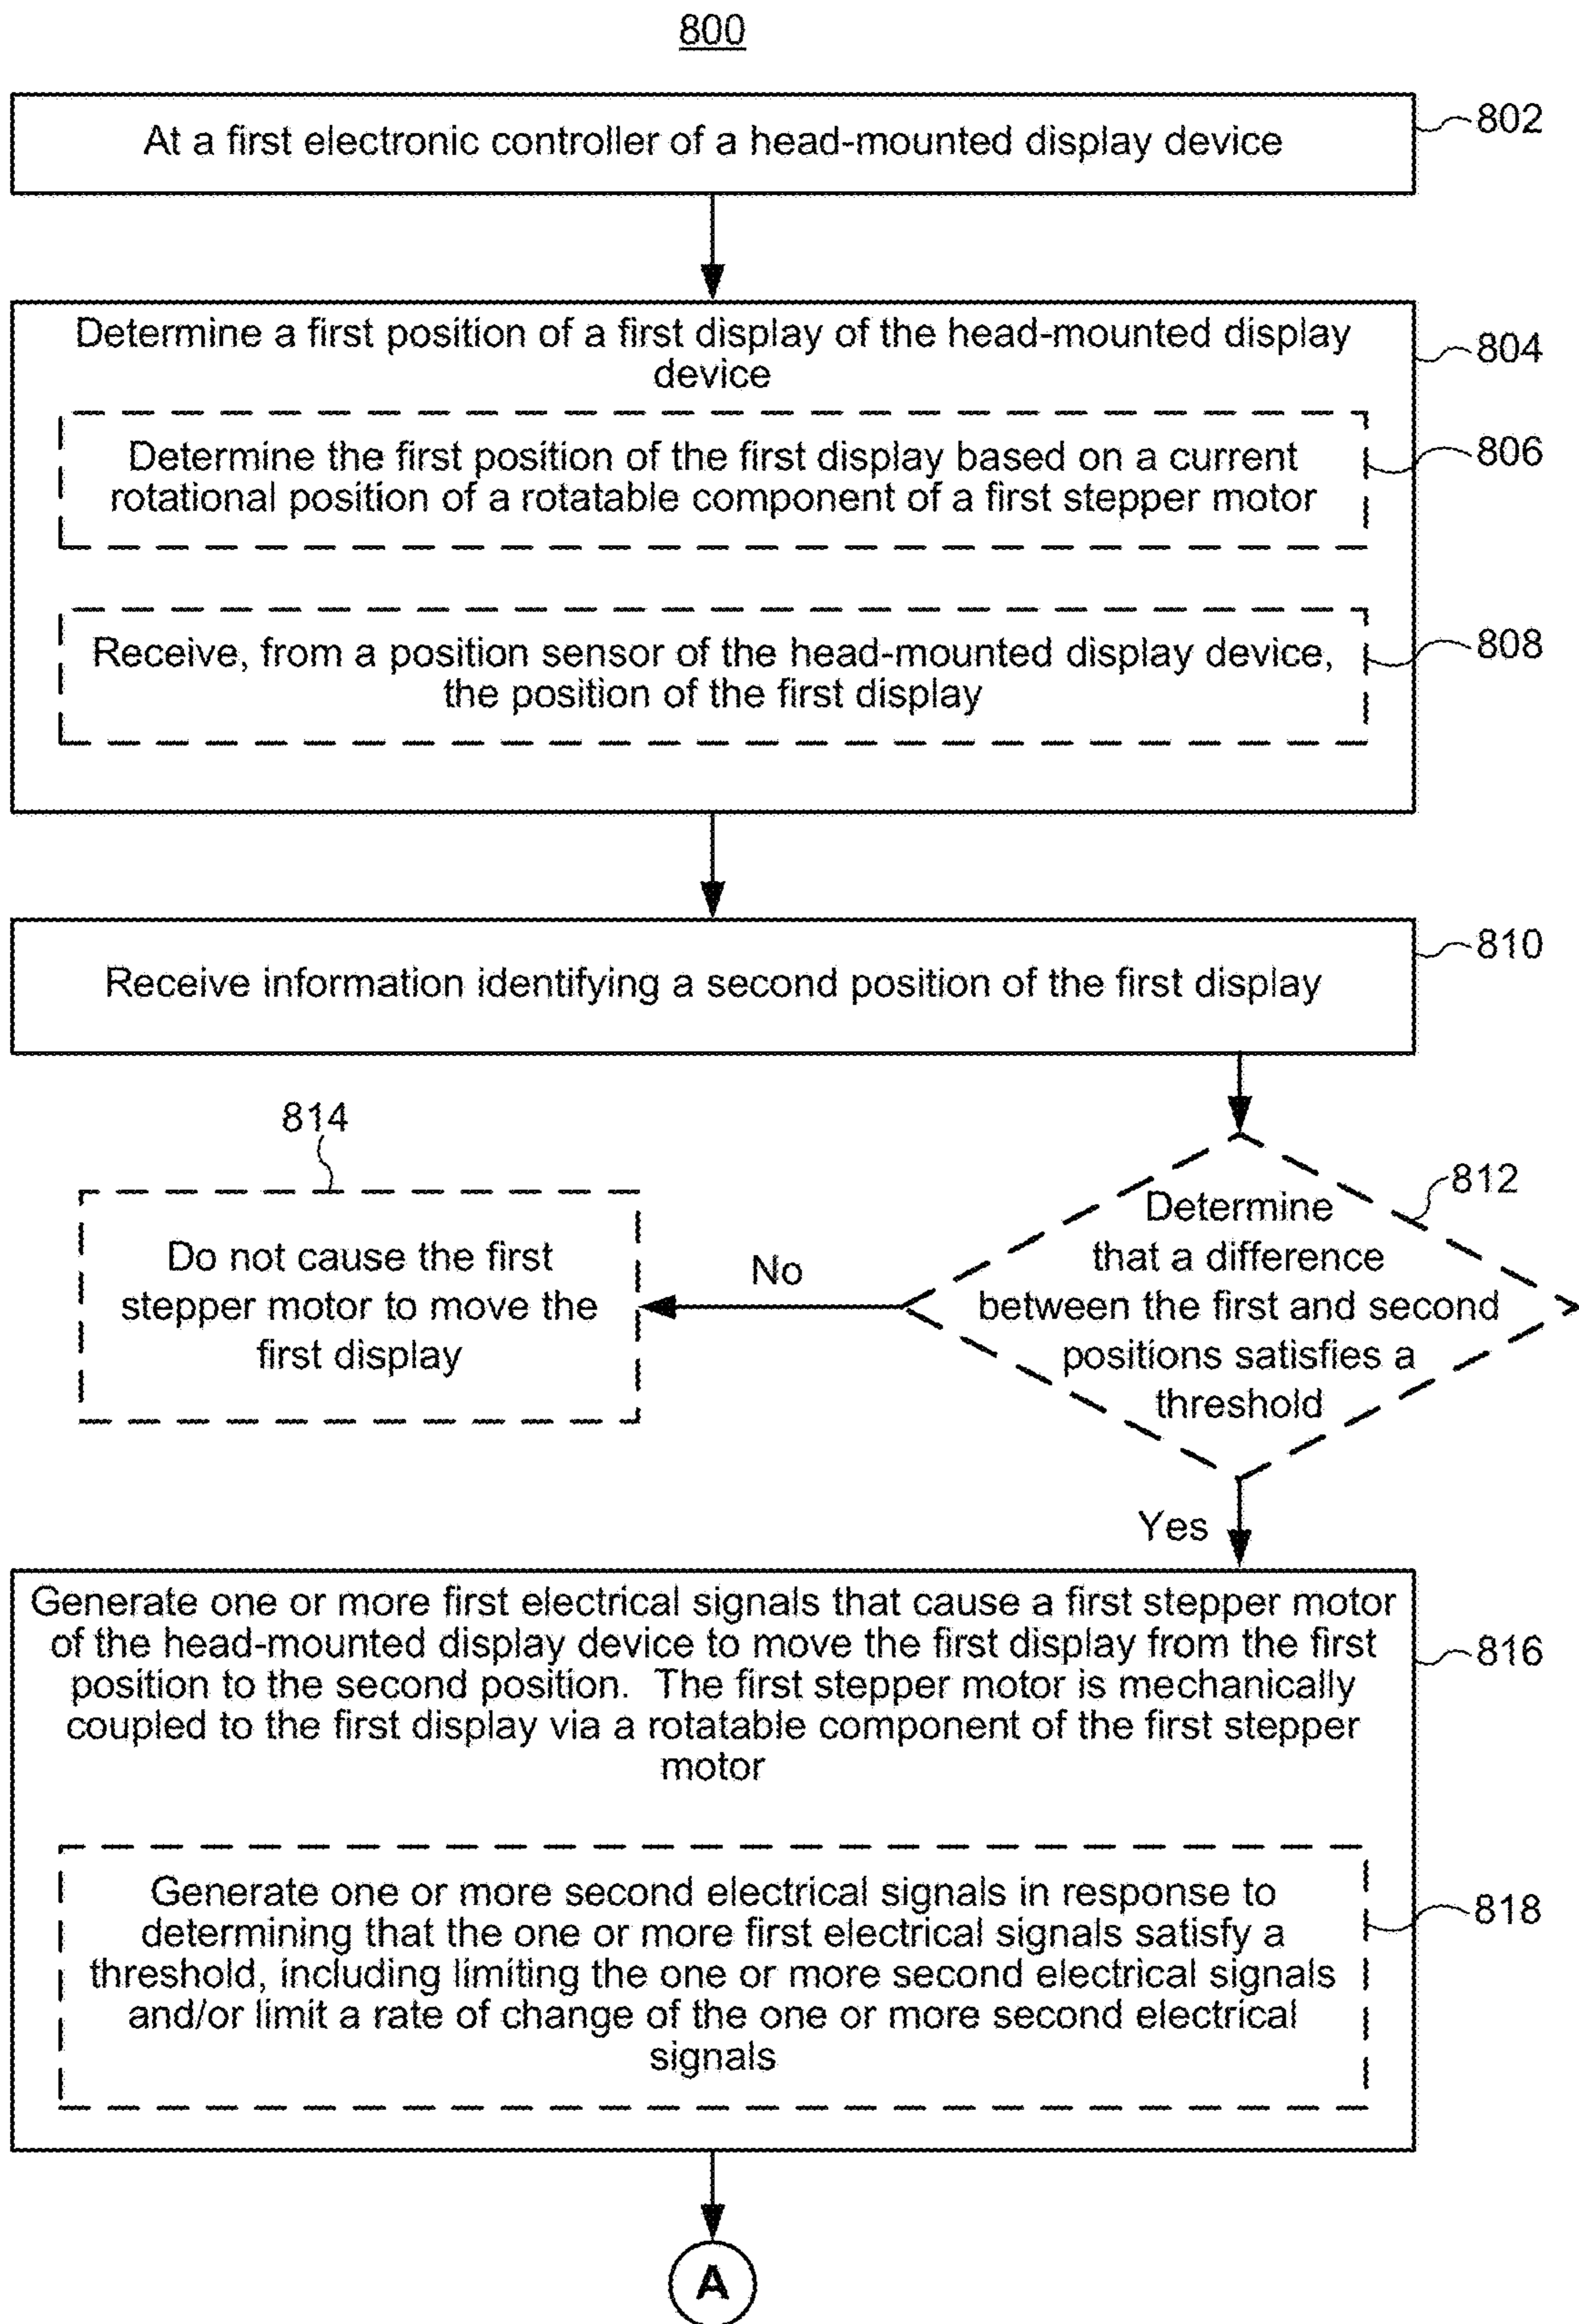 800
At a first electronic controller of a head-mounted display device
802
Determine a first position of a first display of the head-mounted display
device
804
Determine the first position of the first display based on a current
rotational position of a rotatable component of a first stepper motor
806
Receive, from a position sensor of the head-mounted display device,
the position of the first display
808
Receive information identifying a second position of the first display
810
814
Do not cause the first
stepper motor to move the
first display
No
812
Determine
that a difference
between the first and second
positions satisfies a
threshold
Yes
Generate one or more first electrical signals that cause a first stepper motor
of the head-mounted display device to move the first display from the first
position to the second position. The first stepper motor is mechanically
coupled to the first display via a rotatable component of the first stepper
motor
816
Generate one or more second electrical signals in response to
determining that the one or more first electrical signals satisfy a
threshold, including limiting the one or more second electrical signals
and/or limit a rate of change of the one or more second electrical
signals
818
A